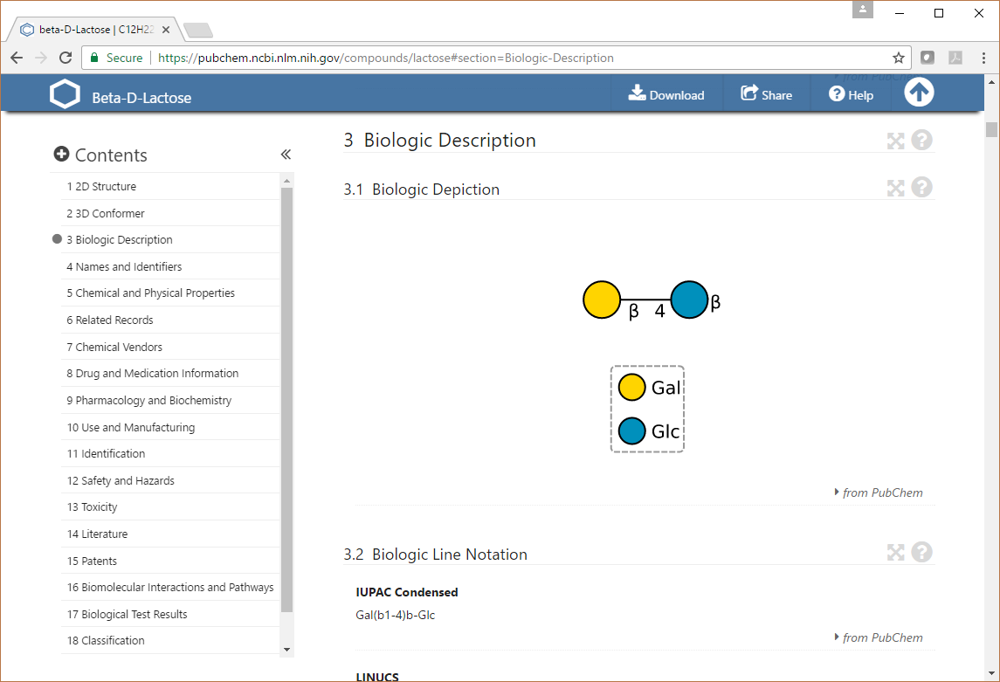 beta-D-Lactose | C12H22
Secure
https://pubchem.ncbi.nlm.nih.gov/compounds/lactose#section=Biologic-Description
from PubChem
Beta-D-Lactose
Download
Share
Help
Contents
1 2D Structure
2 3D Conformer
3 Biologic Description
4 Names and Identifiers
5 Chemical and Physical Properties
6 Related Records
7 Chemical Vendors
8 Drug and Medication Information
9 Pharmacology and Biochemistry
10 Use and Manufacturing
11 Identification
12 Safety and Hazards
13 Toxicity
14 Literature
15 Patents
16 Biomolecular Interactions and Pathways
17 Biological Test Results
18 Classification
3 Biologic Description
3.1 Biologic Depiction
β 4 β
Gal
Glc
from PubChem
3.2 Biologic Line Notation
IUPAC Condensed
Gal(b1-4)b-Glc
from PubChem
LINUCS